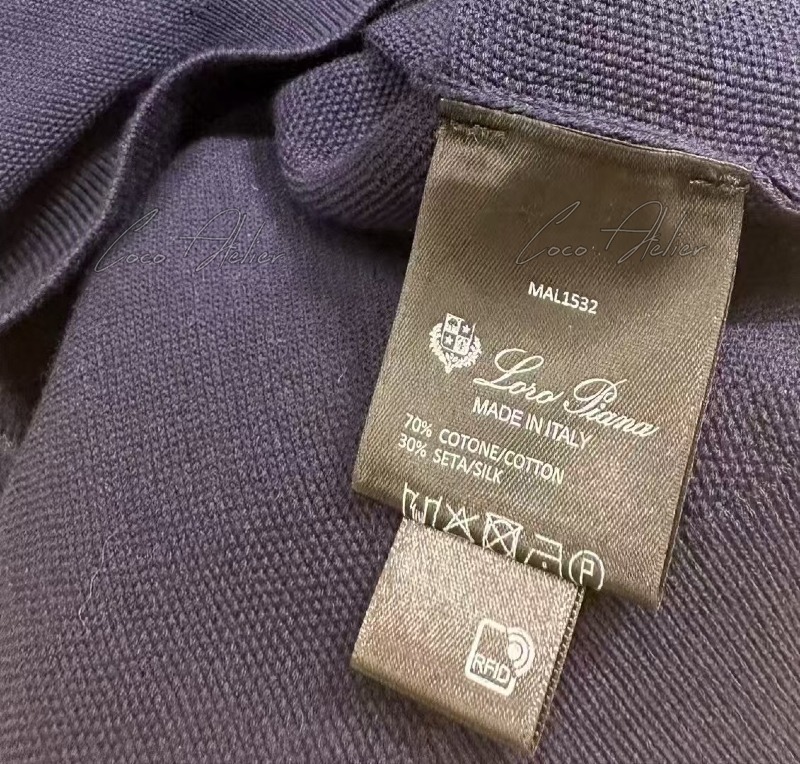 Coco Atelier
Coco Atelier
MAL1532
Loro Piana
MADE IN ITALY
70% COTONE/COTTON
30% SETA/SILK
P
RFID